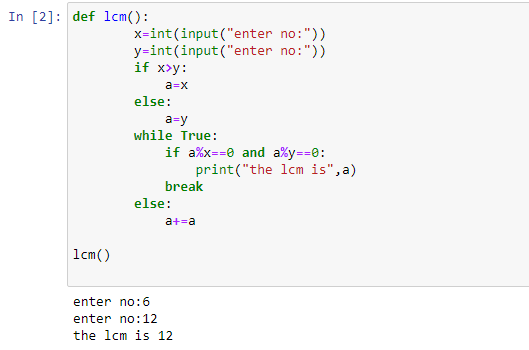 In [2]: def lcm():
        x=int(input("enter no:"))
        y=int(input("enter no:"))
        if x>y:
            a=x
        else:
            a=y
        while True:
            if a%x==0 and a%y==0:
                print("the lcm is",a)
            break
        else:
            a+=a
lcm()
enter no:6
enter no:12
the lcm is 12